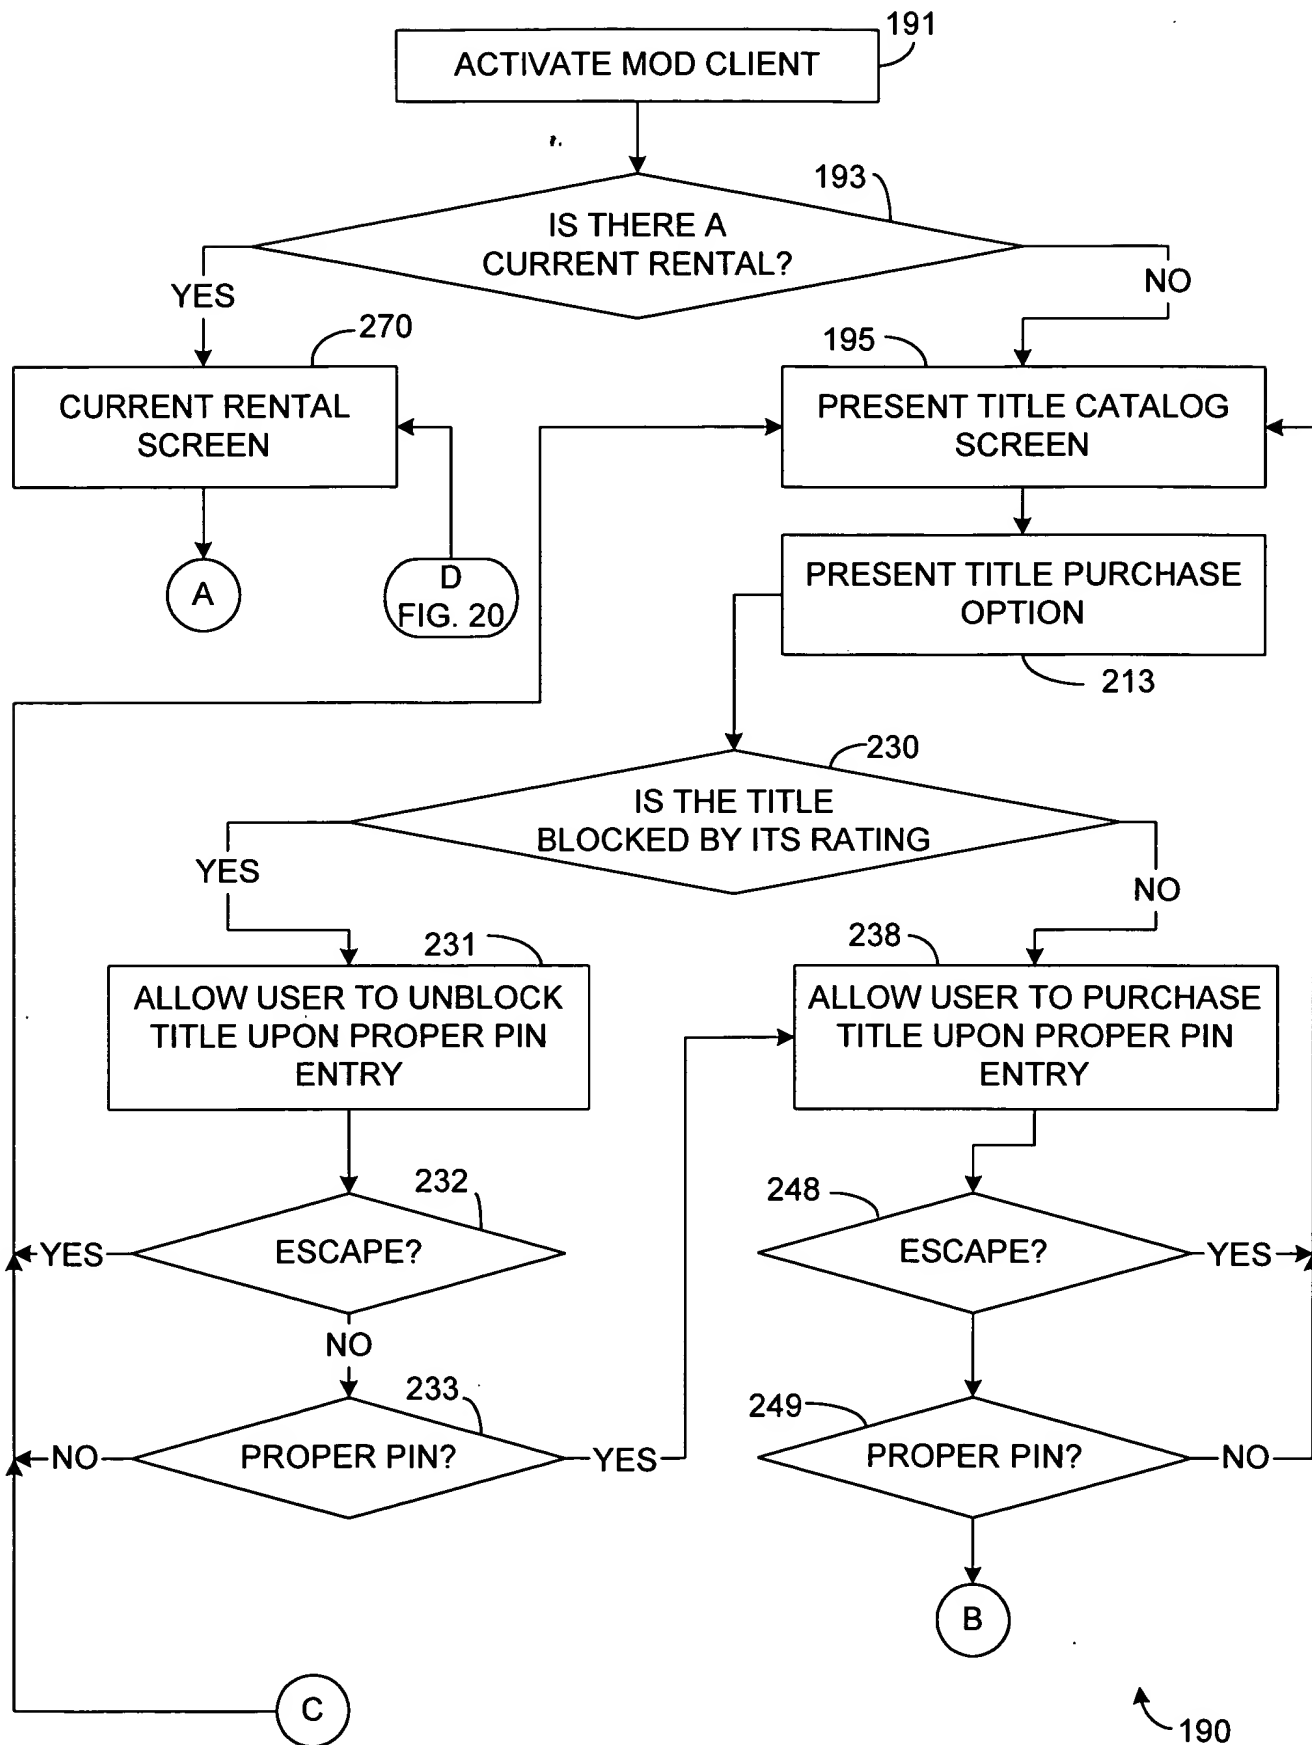 191
ACTIVATE MOD CLIENT
193
IS THERE A
CURRENT RENTAL?
YES
NO
270
195
CURRENT RENTAL
SCREEN
PRESENT TITLE CATALOG
SCREEN
A
D
FIG. 20
PRESENT TITLE PURCHASE
OPTION
213
230
IS THE TITLE
BLOCKED BY ITS RATING
YES
NO
231
238
ALLOW USER TO UNBLOCK
TITLE UPON PROPER PIN
ENTRY
ALLOW USER TO PURCHASE
TITLE UPON PROPER PIN
ENTRY
232
248
YES
ESCAPE?
ESCAPE?
YES
NO
233
249
NO
PROPER PIN?
YES
PROPER PIN?
NO
B
C
190